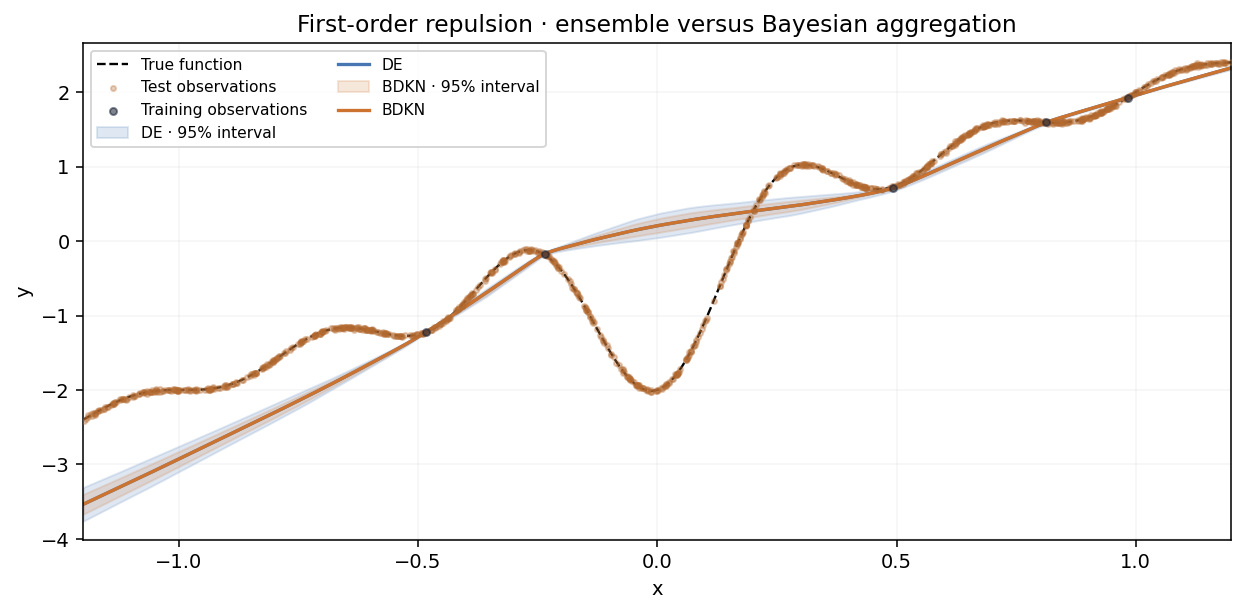 First-order repulsion · ensemble versus Bayesian aggregation
True function
Test observations
Training observations
DE · 95% interval
DE
BDKN · 95% interval
BDKN
y
2
1
0
−1
−2
−3
−4
−1.0
−0.5
0.0
0.5
1.0
x